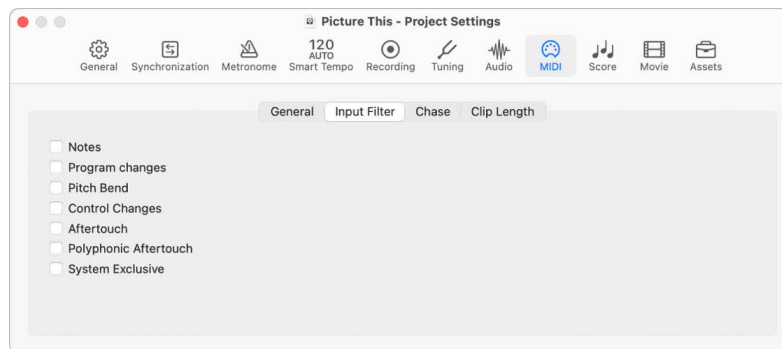 Picture This - Project Settings
120
AUTO
General Synchronization Metronome Smart Tempo Recording Tuning Audio MIDI Score Movie Assets
General Input Filter Chase Clip Length
Notes
Program changes
Pitch Bend
Control Changes
Aftertouch
Polyphonic Aftertouch
System Exclusive